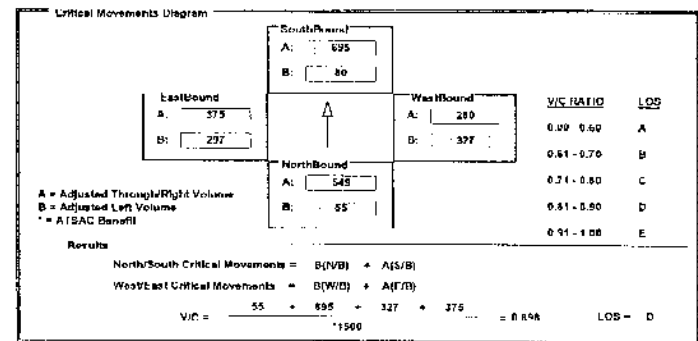 Critical Movements Diagram
SouthBound
A: 695
B: 80
EastBound
A: 375
B: 297
WestBound
A: 280
B: 327
NorthBound
A: 545
B: 55
V/C RATIO LOS
0.00 - 0.60 A
0.61 - 0.70 B
0.71 - 0.80 C
0.81 - 0.90 D
0.91 - 1.00 E
A = Adjusted Through/Right Volume
B = Adjusted Left Volume
* = ATSAC Benefit
Results
North/South Critical Movements = B(N/B) + A(S/B)
West/East Critical Movements = B(W/B) + A(E/B)
V/C = 55 + 695 + 327 + 375 = 0.898 LOS = D
*1500